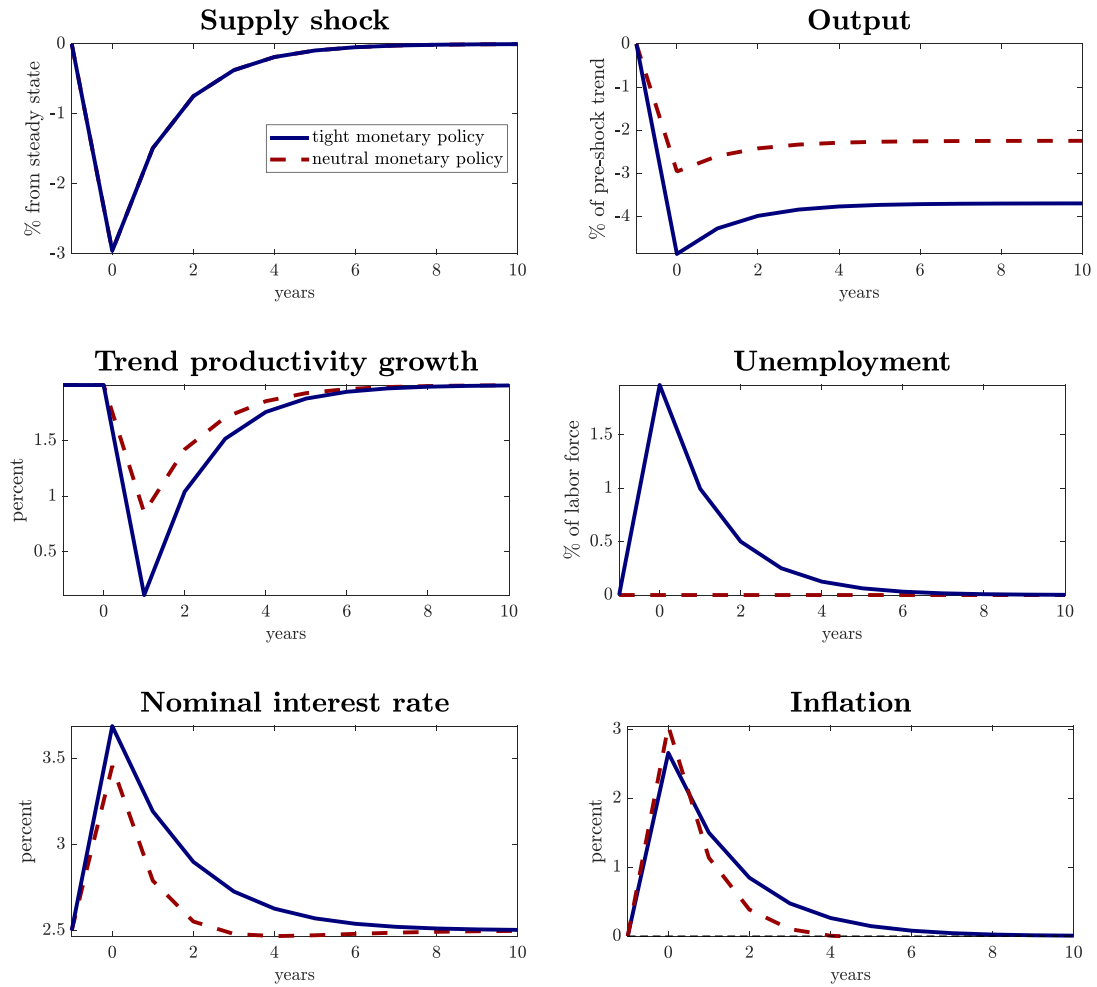 Supply shock
% from steady state
0
-1
-2
-3
tight monetary policy
neutral monetary policy
0 2 4 6 8 10
years
Output
% of pre-shock trend
0
-1
-2
-3
-4
0 2 4 6 8 10
years
Trend productivity growth
percent
1.5
1
0.5
0 2 4 6 8 10
years
Unemployment
% of labor force
1.5
1
0.5
0
0 2 4 6 8 10
years
Nominal interest rate
percent
3.5
3
2.5
0 2 4 6 8 10
years
Inflation
percent
3
2
1
0
0 2 4 6 8 10
years